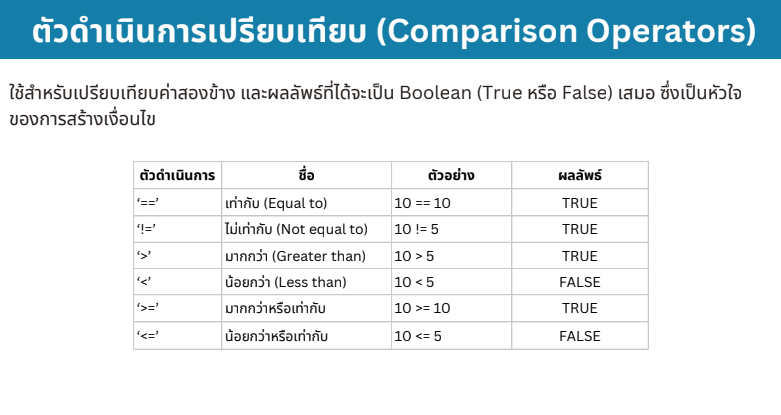 ตัวดำเนินการเปรียบเทียบ (Comparison Operators)
ใช้สำหรับเปรียบเทียบค่าสองข้าง และผลลัพธ์ที่ได้จะเป็น Boolean (True หรือ False) เสมอ ซึ่งเป็นหัวใจ
ของการสร้างเงื่อนไข
ตัวดำเนินการ ชื่อ ตัวอย่าง ผลลัพธ์
‘==’ เท่ากับ (Equal to) 10 == 10 TRUE
‘!=’ ไม่เท่ากับ (Not equal to) 10 != 5 TRUE
‘>’ มากกว่า (Greater than) 10 > 5 TRUE
‘<’ น้อยกว่า (Less than) 10 < 5 FALSE
‘>=’ มากกว่าหรือเท่ากับ 10 >= 10 TRUE
‘<=’ น้อยกว่าหรือเท่ากับ 10 <= 5 FALSE